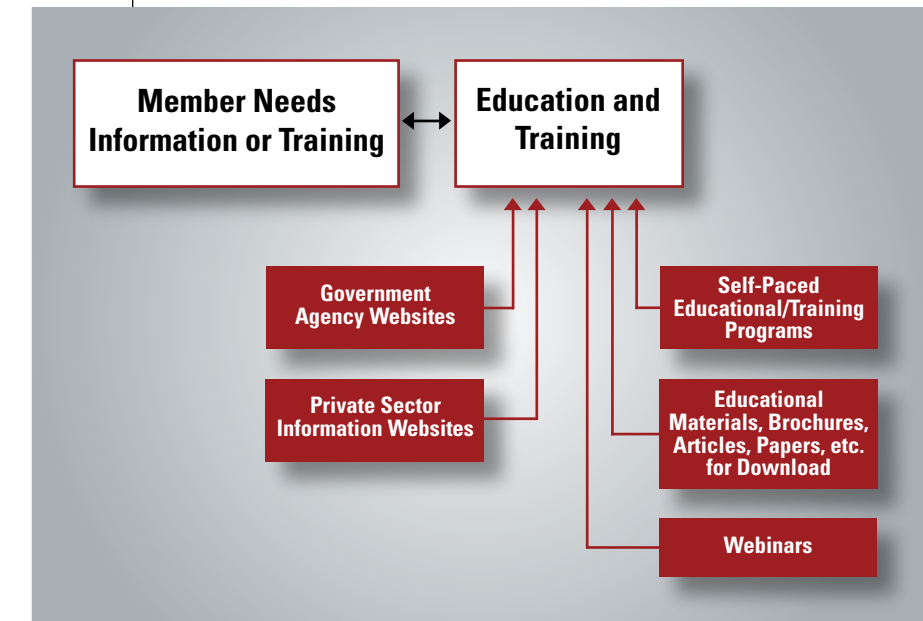 Member Needs
Information or Training
Education and
Training
Government
Agency Websites
Private Sector
Information Websites
Self-Paced
Educational/Training
Programs
Educational
Materials, Brochures,
Articles, Papers, etc.
for Download
Webinars